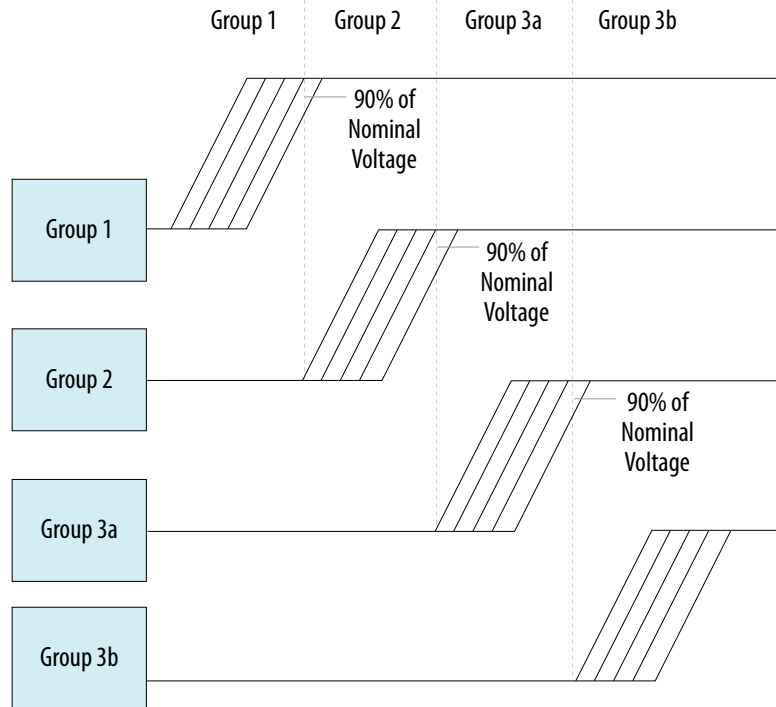 Group 1
Group 2
Group 3a
Group 3b
90% of
Nominal
Voltage
Group 1
90% of
Nominal
Voltage
Group 2
90% of
Nominal
Voltage
Group 3a
Group 3b